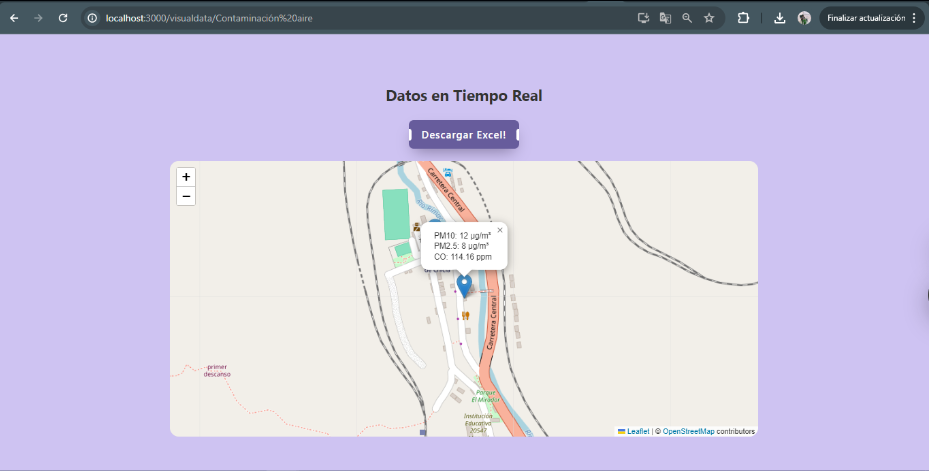 localhost:3000/visualdata/Contaminación%20aire
Finalizar actualización
Datos en Tiempo Real
Descargar Excel!
+
−
Carretera Central
PM10: 12 µg/m³
PM2.5: 8 µg/m³
CO: 114.16 ppm
Carretera Central
primer
descanso
Parque
El Mirador
Institución
Educativa
20547
Leaflet | © OpenStreetMap contributors